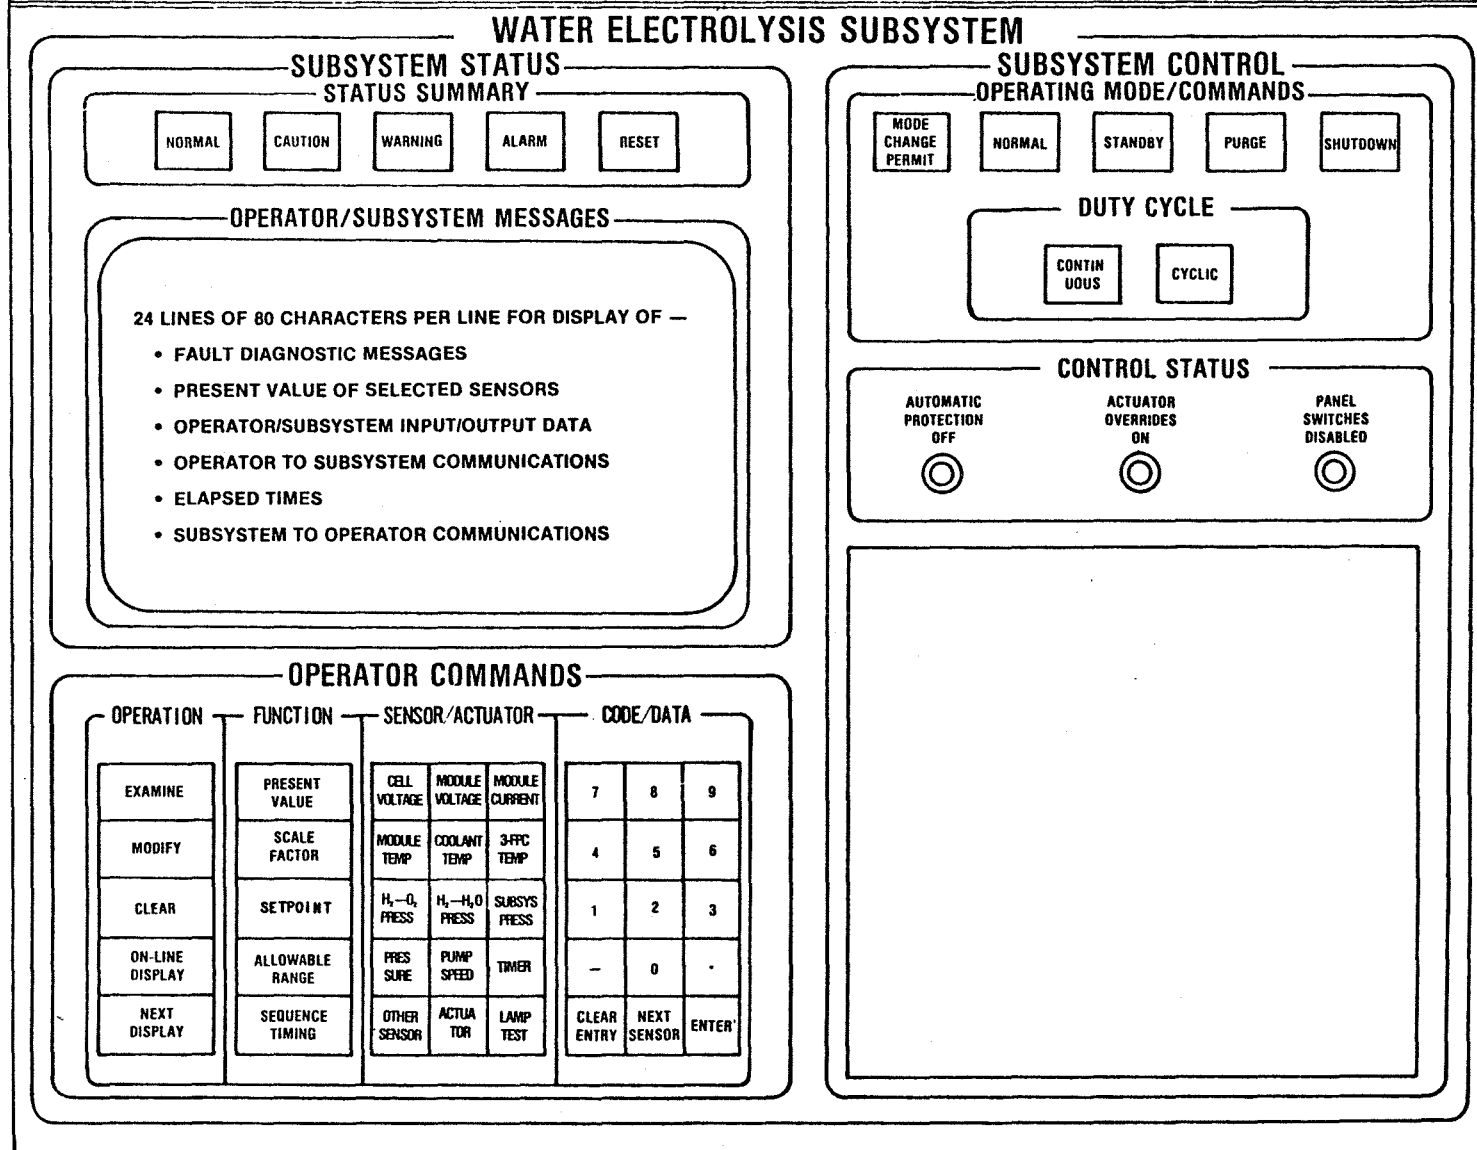 WATER ELECTROLYSIS SUBSYSTEM
SUBSYSTEM STATUS
STATUS SUMMARY
NORMAL
CAUTION
WARNING
ALARM
RESET
OPERATOR/SUBSYSTEM MESSAGES
24 LINES OF 80 CHARACTERS PER LINE FOR DISPLAY OF —
• FAULT DIAGNOSTIC MESSAGES
• PRESENT VALUE OF SELECTED SENSORS
• OPERATOR/SUBSYSTEM INPUT/OUTPUT DATA
• OPERATOR TO SUBSYSTEM COMMUNICATIONS
• ELAPSED TIMES
• SUBSYSTEM TO OPERATOR COMMUNICATIONS
SUBSYSTEM CONTROL
OPERATING MODE/COMMANDS
MODE
CHANGE
PERMIT
NORMAL
STANDBY
PURGE
SHUTDOWN
DUTY CYCLE
CONTIN
UOUS
CYCLIC
CONTROL STATUS
AUTOMATIC
PROTECTION
OFF
ACTUATOR
OVERRIDES
ON
PANEL
SWITCHES
DISABLED
OPERATOR COMMANDS
OPERATION
FUNCTION
SENSOR/ACTUATOR
CODE/DATA
EXAMINE
PRESENT
VALUE
CELL
VOLTAGE
MODULE
VOLTAGE
MODULE
CURRENT
7
8
9
MODIFY
SCALE
FACTOR
MODULE
TEMP
COOLANT
TEMP
3-FPC
TEMP
4
5
6
CLEAR
SETPOINT
H₂—O₂
PRESS
H₂—H₂O
PRESS
SUBSYS
PRESS
1
2
3
ON-LINE
DISPLAY
ALLOWABLE
RANGE
PRES
SURE
PUMP
SPEED
TIMER
–
0
.
NEXT
DISPLAY
SEQUENCE
TIMING
OTHER
SENSOR
ACTUA
TOR
LAMP
TEST
CLEAR
ENTRY
NEXT
SENSOR
ENTER